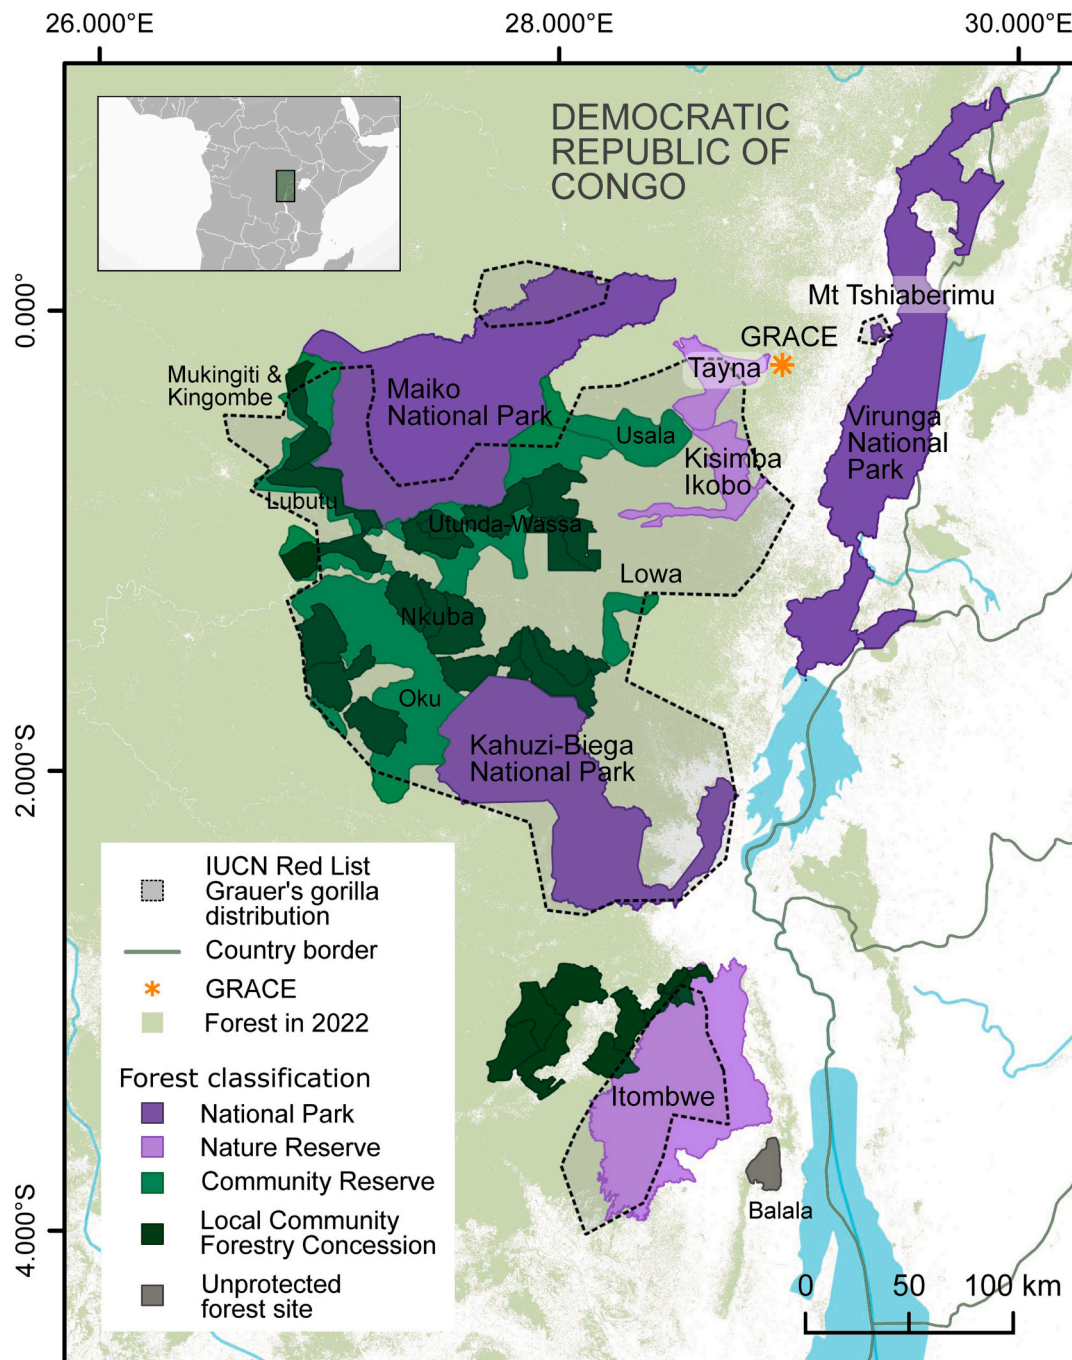 26.000°E
28.000°E
30.000°E
DEMOCRATIC
REPUBLIC OF
CONGO
0.000°
Mt Tshiaberimu
GRACE
Mukingiti &
Kingombe
Tayna
Maiko
National Park
Virunga
National
Park
Usala
Kisimba
Ikobo
Lubutu
Utunda-Wassa
Lowa
Nkuba
Oku
2.000°S
Kahuzi-Biega
National Park
IUCN Red List
Grauer's gorilla
distribution
Country border
GRACE
Forest in 2022
Forest classification
National Park
Nature Reserve
Community Reserve
Local Community
Forestry Concession
Unprotected
forest site
Itombwe
Balala
4.000°S
0 50 100 km